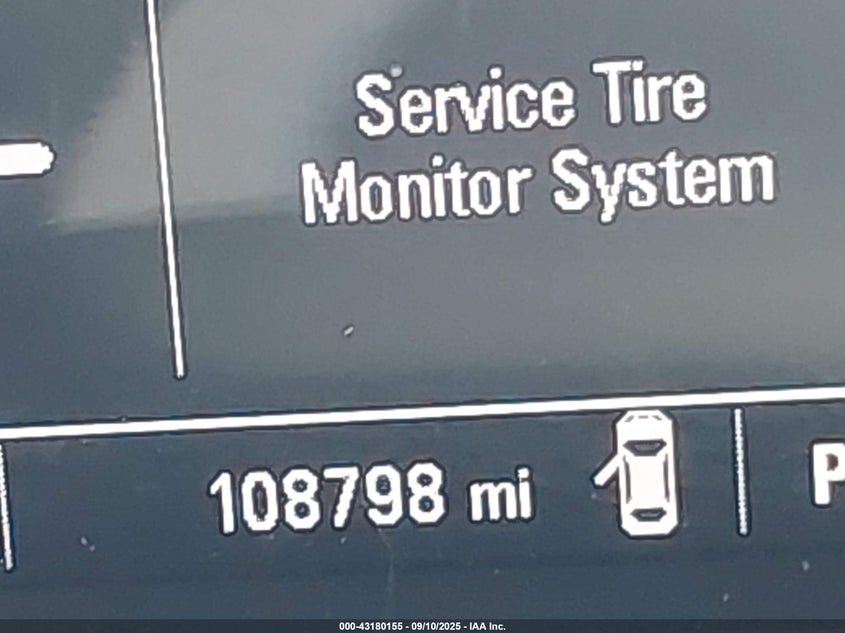 Service Tire
Monitor System
108798 mi
P
000-43180155 - 09/10/2025 - IAA Inc.